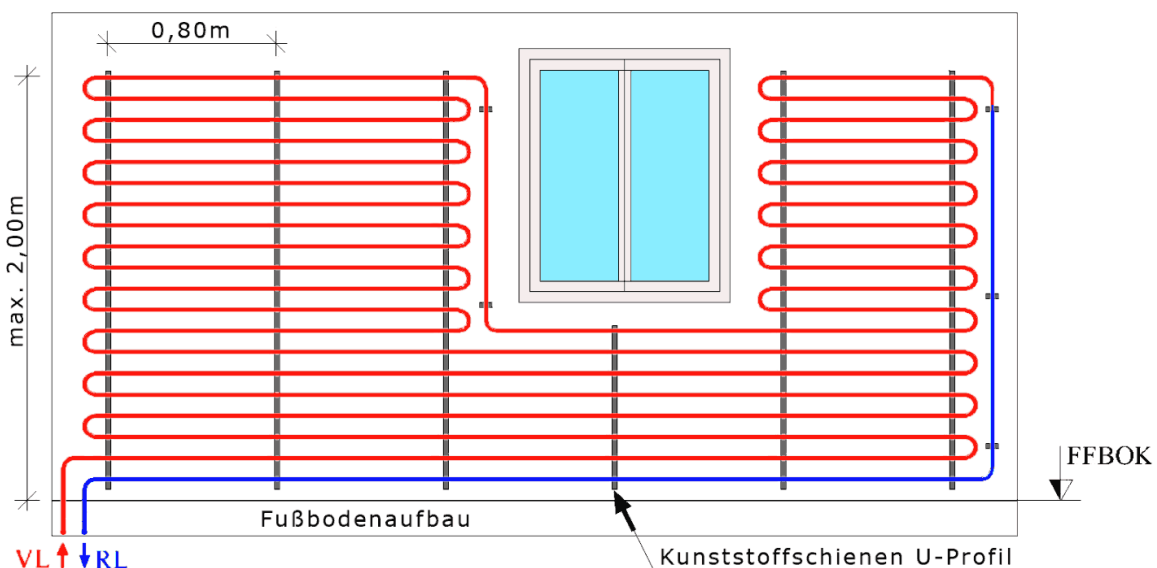 0,80m
max. 2,00m
FFBOK
Fußbodenaufbau
VL RL
Kunststoffschienen U-Profil